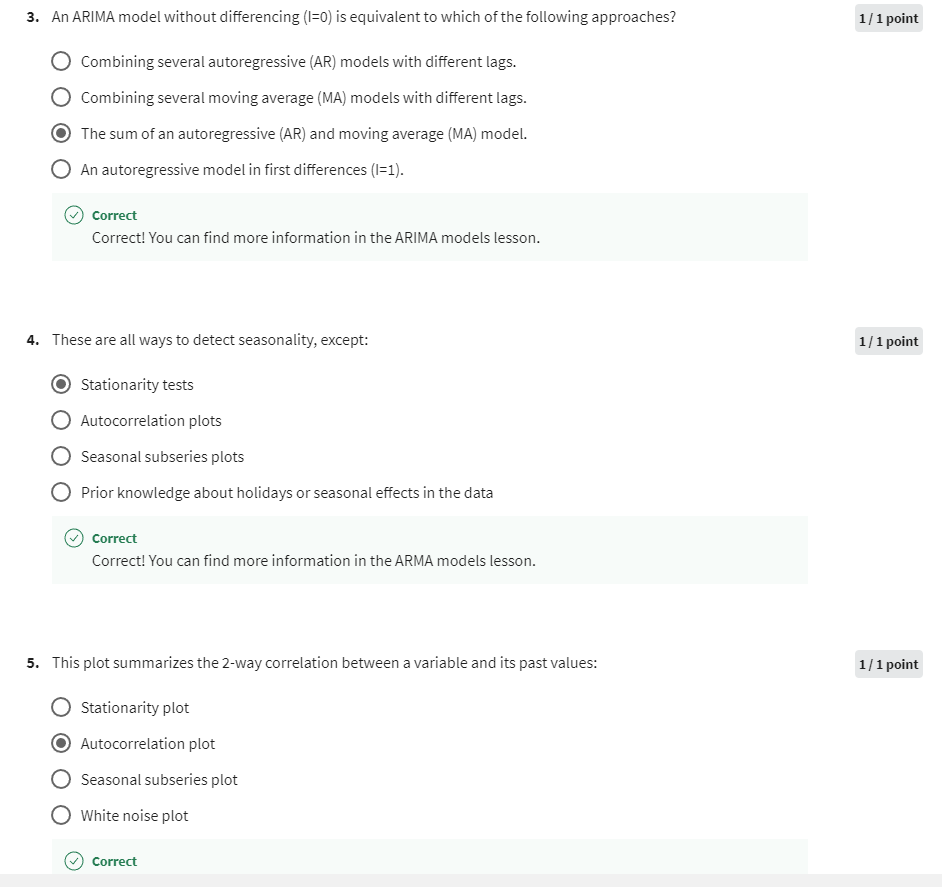 3. An ARIMA model without differencing (I=0) is equivalent to which of the following approaches? 1 / 1 point
Combining several autoregressive (AR) models with different lags.
Combining several moving average (MA) models with different lags.
The sum of an autoregressive (AR) and moving average (MA) model.
An autoregressive model in first differences (I=1).
Correct
Correct! You can find more information in the ARIMA models lesson.
4. These are all ways to detect seasonality, except: 1 / 1 point
Stationarity tests
Autocorrelation plots
Seasonal subseries plots
Prior knowledge about holidays or seasonal effects in the data
Correct
Correct! You can find more information in the ARMA models lesson.
5. This plot summarizes the 2-way correlation between a variable and its past values: 1 / 1 point
Stationarity plot
Autocorrelation plot
Seasonal subseries plot
White noise plot
Correct